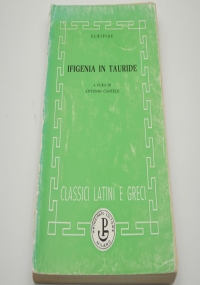 EURIPIDE
IFIGENIA IN TAURIDE
A CURA DI
CLASSICI LATINI E GRECI